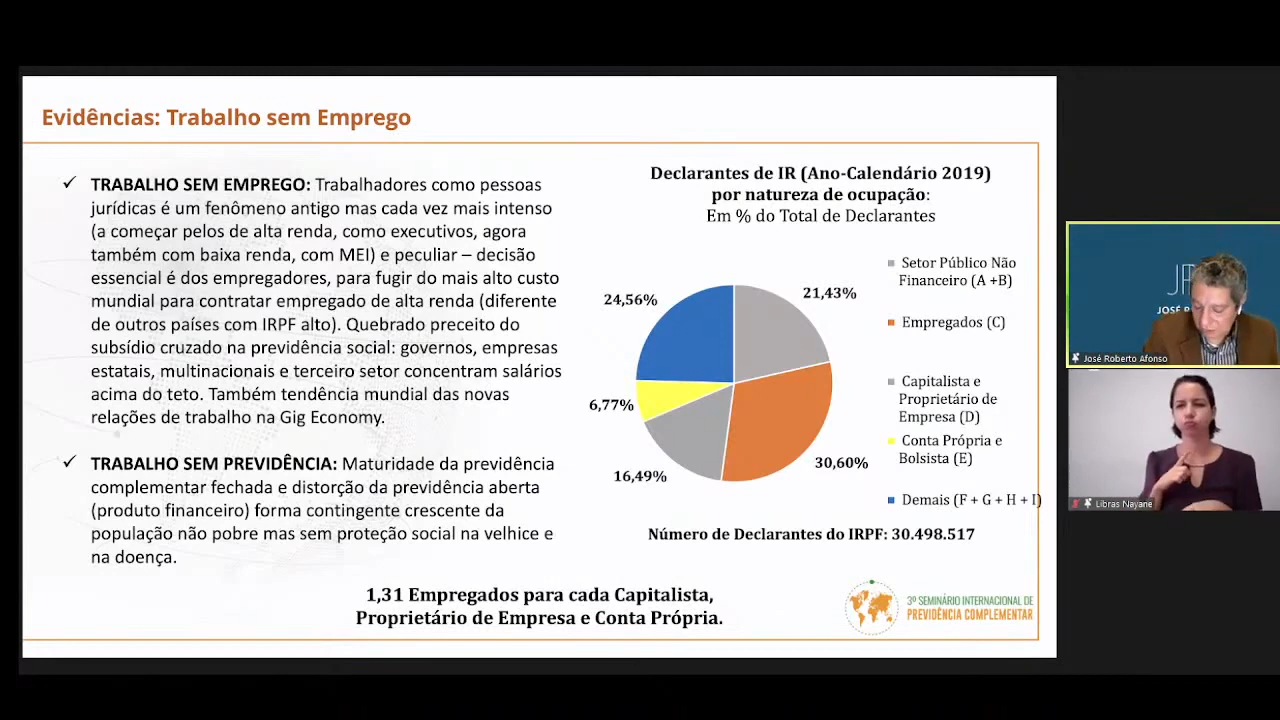 Evidências: Trabalho sem Emprego
TRABALHO SEM EMPREGO: Trabalhadores como pessoas
jurídicas é um fenômeno antigo mas cada vez mais intenso
(a começar pelos de alta renda, como executivos, agora
também com baixa renda, com MEI) e peculiar – decisão
essencial é dos empregadores, para fugir do mais alto custo
mundial para contratar empregado de alta renda (diferente
de outros países com IRPF alto). Quebrado preceito do
subsídio cruzado na previdência social: governos, empresas
estatais, multinacionais e terceiro setor concentram salários
acima do teto. Também tendência mundial das novas
relações de trabalho na Gig Economy.
TRABALHO SEM PREVIDÊNCIA: Maturidade da previdência
complementar fechada e distorção da previdência aberta
(produto financeiro) forma contingente crescente da
população não pobre mas sem proteção social na velhice e
na doença.
Declarantes de IR (Ano-Calendário 2019)
por natureza de ocupação:
Em % do Total de Declarantes
24,56%
21,43%
6,77%
16,49%
30,60%
Setor Público Não
Financeiro (A +B)
Empregados (C)
Capitalista e
Proprietário de
Empresa (D)
Conta Própria e
Bolsista (E)
Demais (F + G + H + I)
Número de Declarantes do IRPF: 30.498.517
1,31 Empregados para cada Capitalista,
Proprietário de Empresa e Conta Própria.
3º SEMINÁRIO INTERNACIONAL DE
PREVIDÊNCIA COMPLEMENTAR
José Roberto Afonso
Libras Nayane